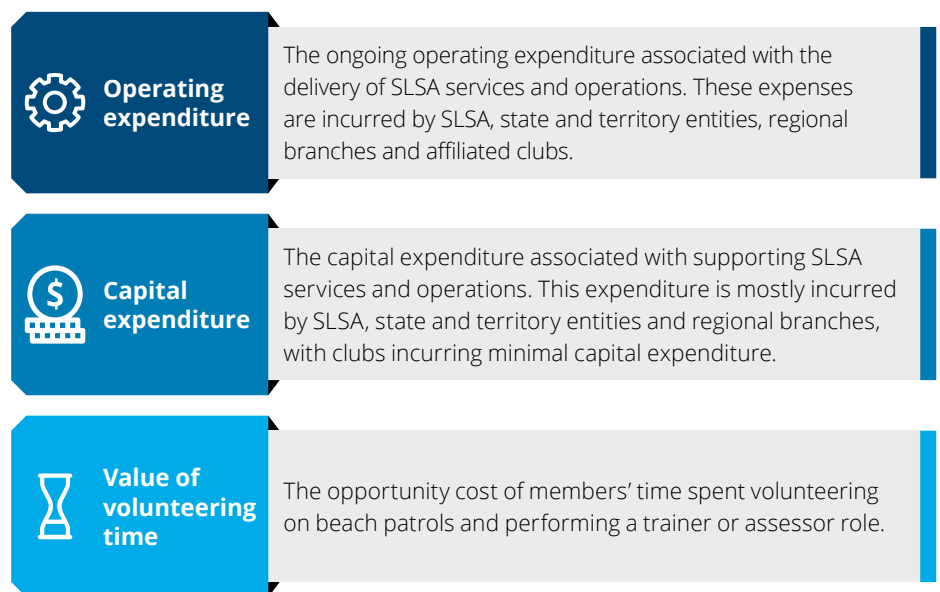 Operating
expenditure
The ongoing operating expenditure associated with the
delivery of SLSA services and operations. These expenses
are incurred by SLSA, state and territory entities, regional
branches and affiliated clubs.
$
Capital
expenditure
The capital expenditure associated with supporting SLSA
services and operations. This expenditure is mostly incurred
by SLSA, state and territory entities and regional branches,
with clubs incurring minimal capital expenditure.
Value of
volunteering
time
The opportunity cost of members’ time spent volunteering
on beach patrols and performing a trainer or assessor role.